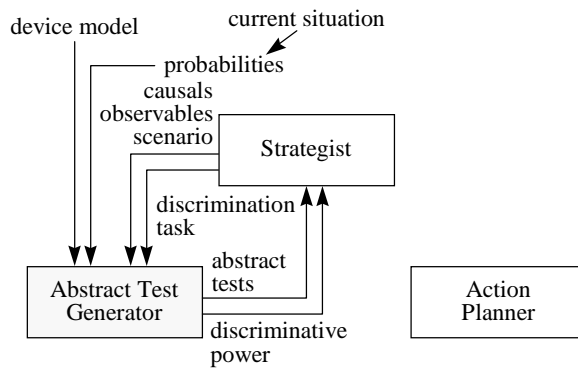 device model
current situation
probabilities
causals
observables
scenario
Strategist
discrimination
task
abstract
tests
Abstract Test
Generator
Action
Planner
discriminative
power